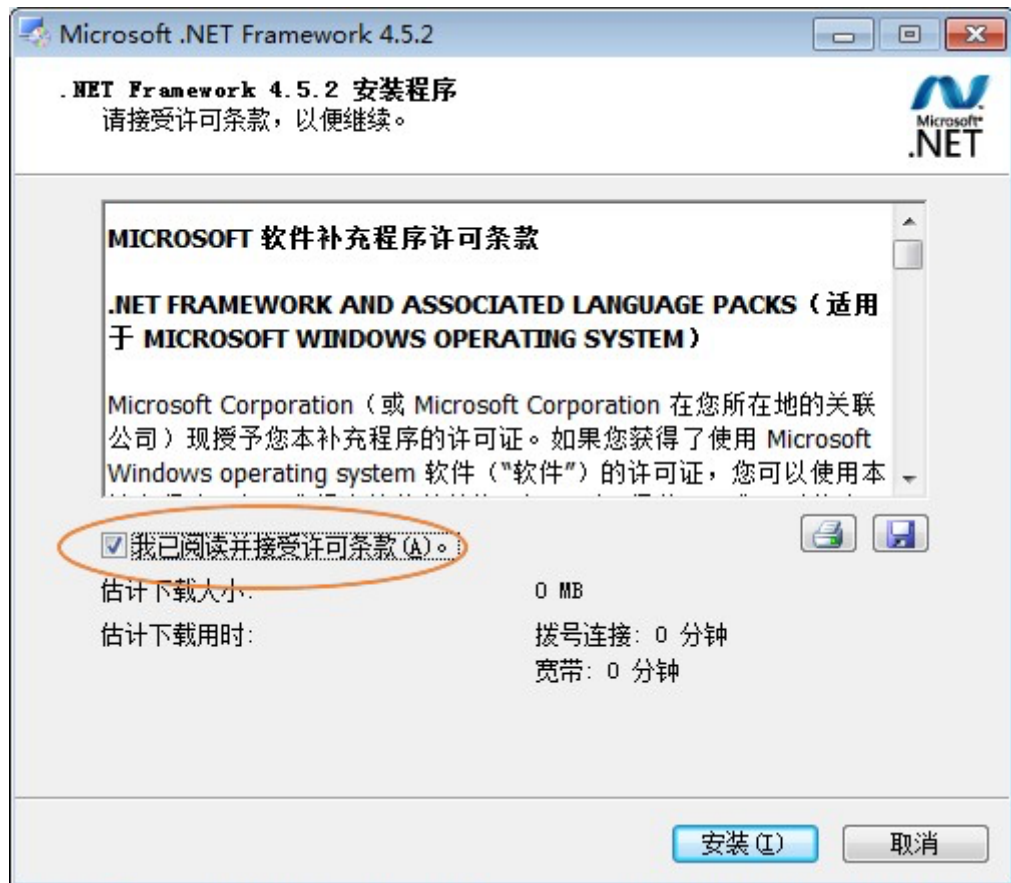 Microsoft .NET Framework 4.5.2
.NET Framework 4.5.2 安装程序
请接受许可条款，以便继续。
Microsoft
.NET
MICROSOFT 软件补充程序许可条款
.NET FRAMEWORK AND ASSOCIATED LANGUAGE PACKS（适用
于 MICROSOFT WINDOWS OPERATING SYSTEM）
Microsoft Corporation（或 Microsoft Corporation 在您所在地的关联
公司）现授予您本补充程序的许可证。如果您获得了使用 Microsoft
Windows operating system 软件（“软件”）的许可证，您可以使用本
我已阅读并接受许可条款(A)。
估计下载大小: 0 MB
估计下载用时: 拨号连接: 0 分钟
宽带: 0 分钟
安装(I) 取消